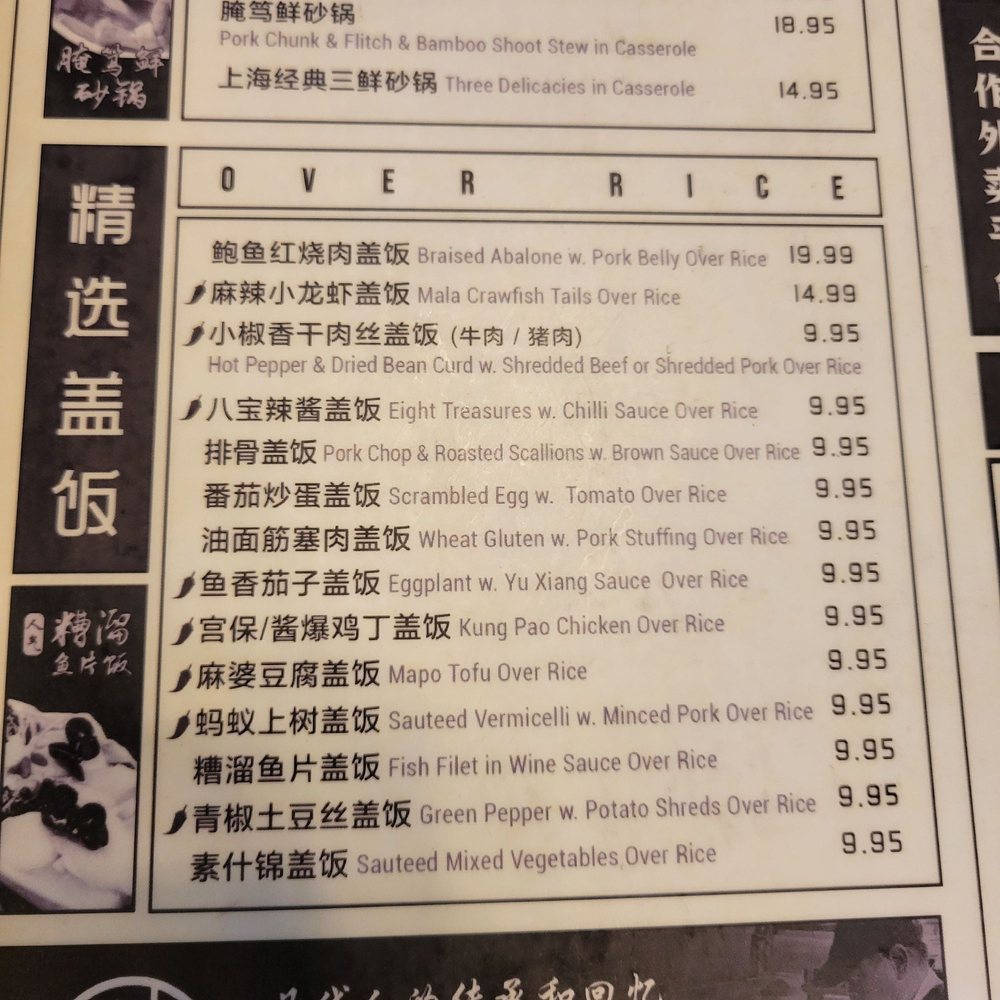 腌笃鲜砂锅 18.95
Pork Chunk & Flitch & Bamboo Shoot Stew in Casserole
上海经典三鲜砂锅 Three Delicacies in Casserole 14.95
腌笃鲜
砂锅
OVER RICE
精选盖饭
鲍鱼红烧肉盖饭 Braised Abalone w. Pork Belly Over Rice 19.99
麻辣小龙虾盖饭 Mala Crawfish Tails Over Rice 14.99
小椒香干肉丝盖饭 (牛肉 / 猪肉) 9.95
Hot Pepper & Dried Bean Curd w. Shredded Beef or Shredded Pork Over Rice
八宝辣酱盖饭 Eight Treasures w. Chilli Sauce Over Rice 9.95
排骨盖饭 Pork Chop & Roasted Scallions w. Brown Sauce Over Rice 9.95
番茄炒蛋盖饭 Scrambled Egg w. Tomato Over Rice 9.95
油面筋塞肉盖饭 Wheat Gluten w. Pork Stuffing Over Rice 9.95
鱼香茄子盖饭 Eggplant w. Yu Xiang Sauce Over Rice 9.95
宫保/酱爆鸡丁盖饭 Kung Pao Chicken Over Rice 9.95
麻婆豆腐盖饭 Mapo Tofu Over Rice 9.95
蚂蚁上树盖饭 Sauteed Vermicelli w. Minced Pork Over Rice 9.95
糟溜鱼片盖饭 Fish Filet in Wine Sauce Over Rice 9.95
青椒土豆丝盖饭 Green Pepper w. Potato Shreds Over Rice 9.95
素什锦盖饭 Sauteed Mixed Vegetables Over Rice 9.95
人气
糟溜
鱼片饭
合作外卖平